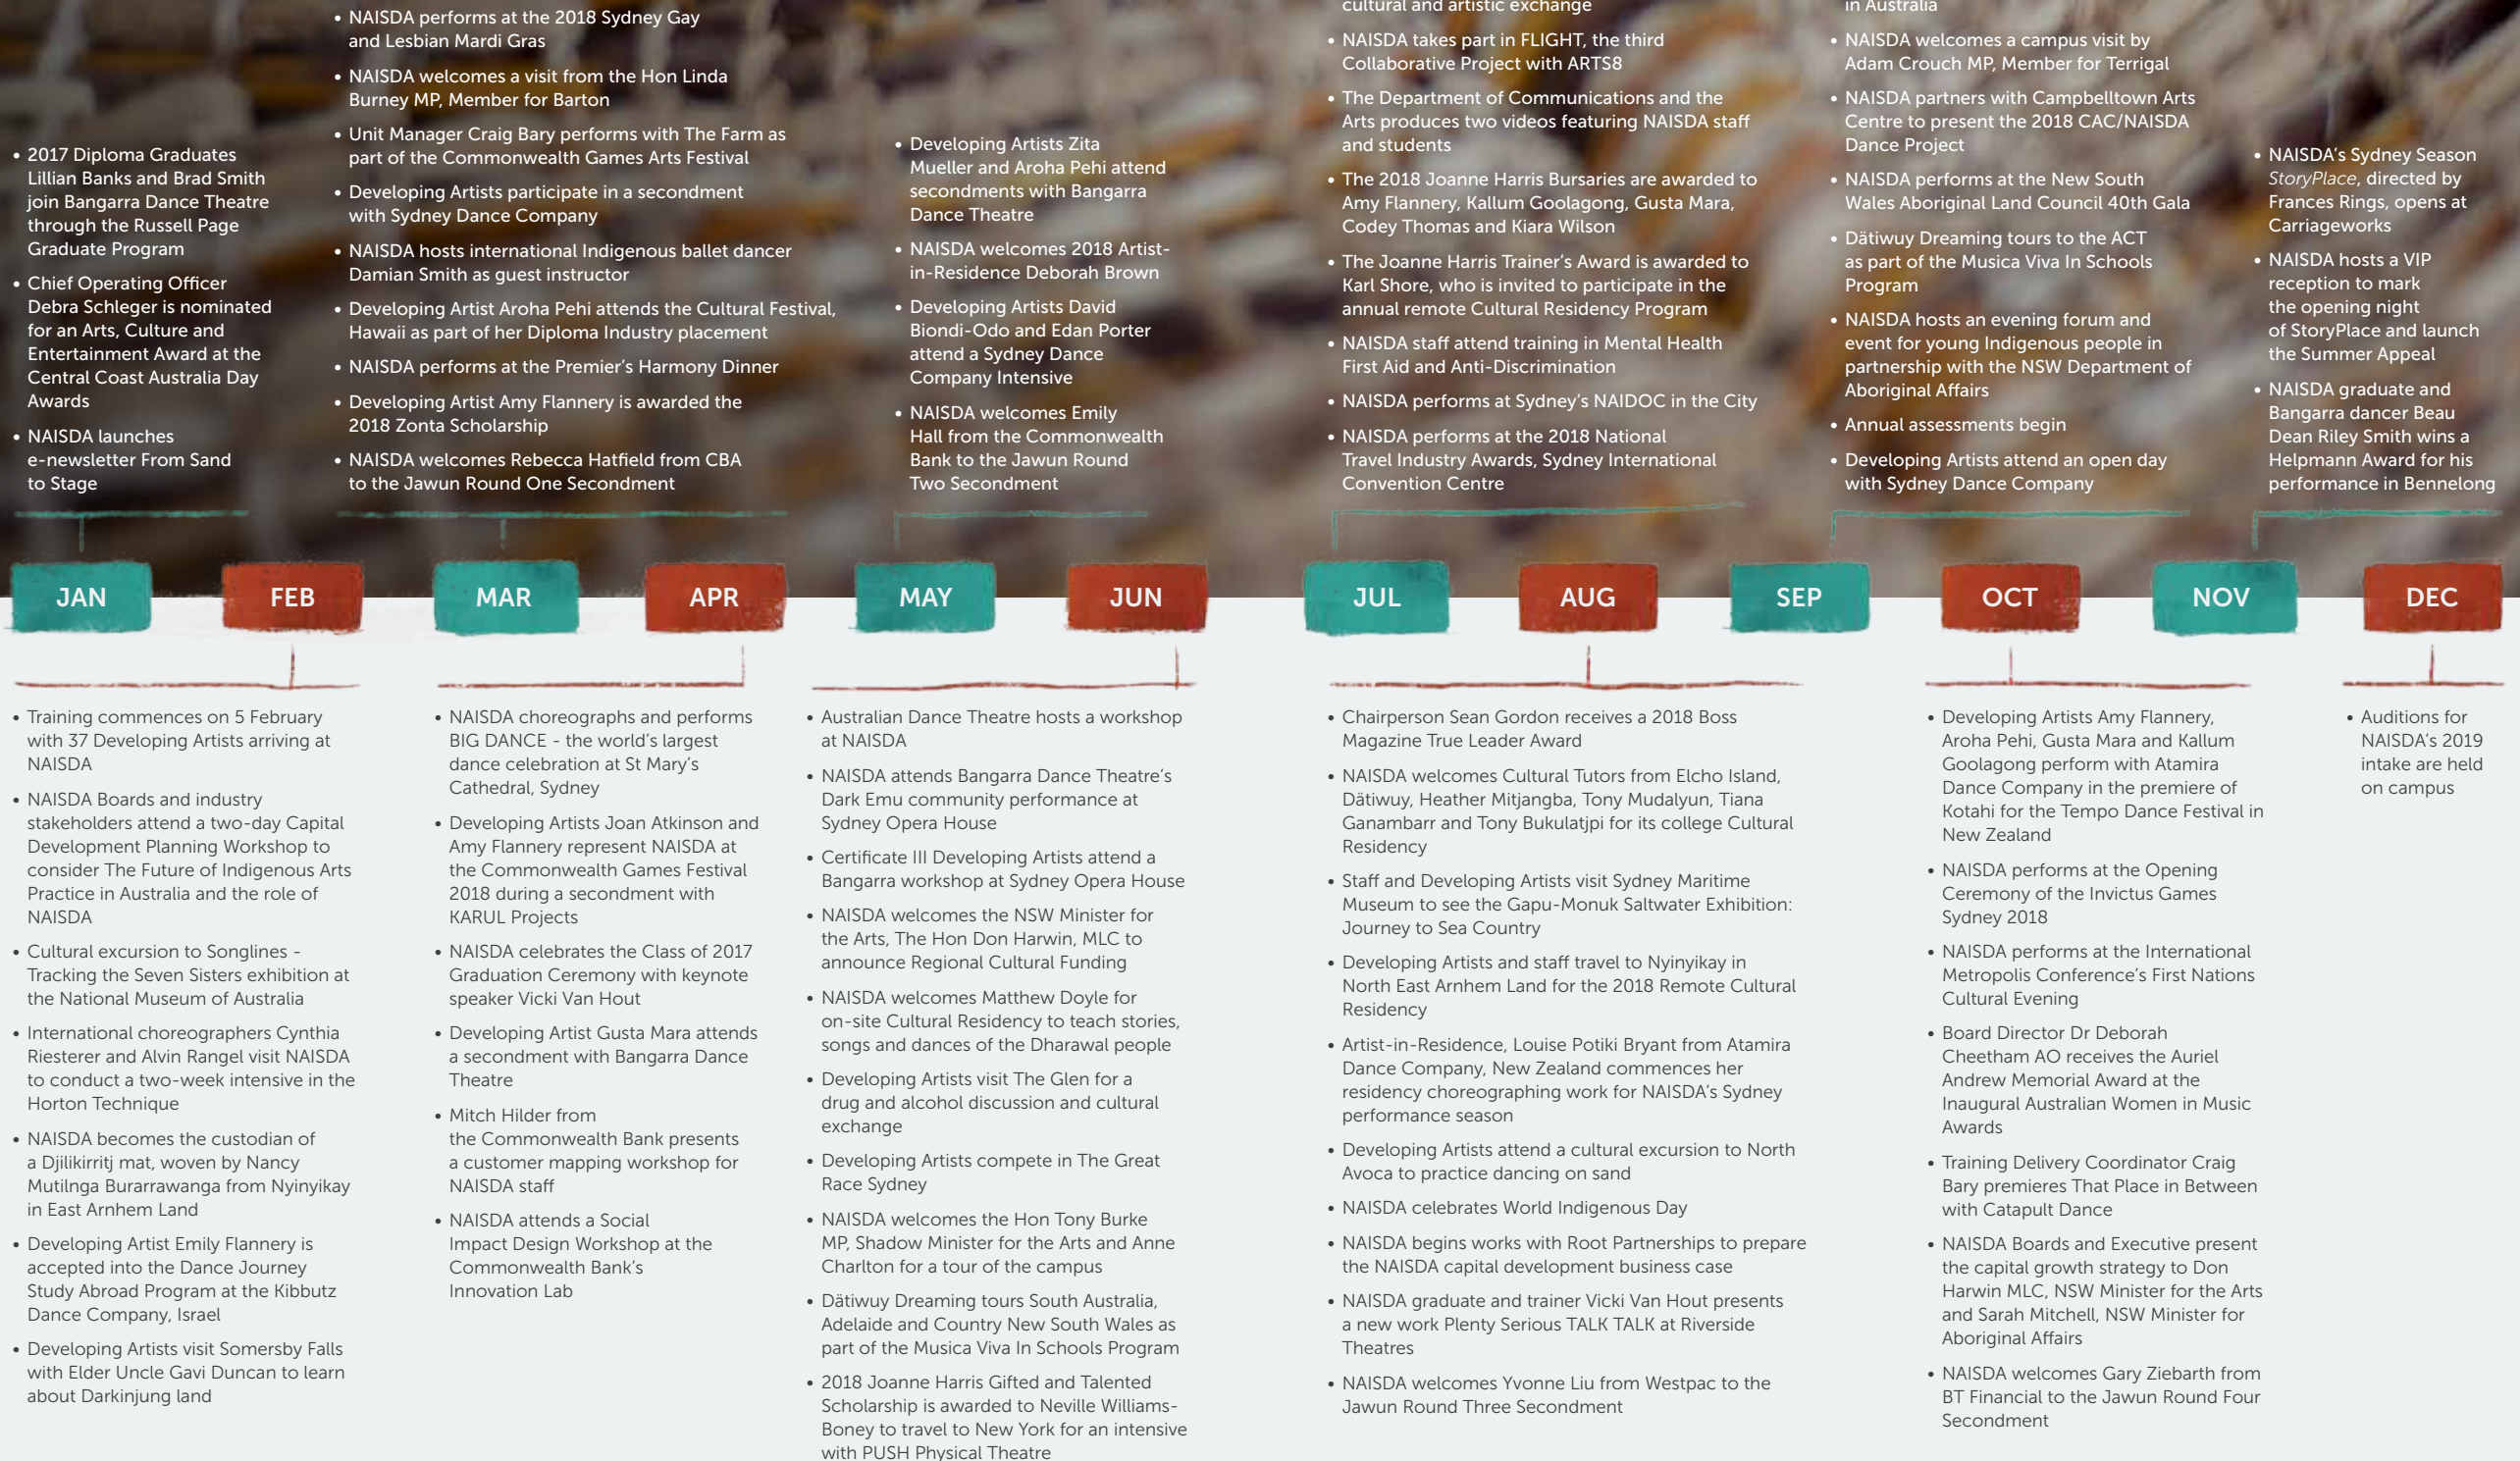 • 2017 Diploma Graduates
Lillian Banks and Brad Smith
join Bangarra Dance Theatre
through the Russell Page
Graduate Program
• Chief Operating Officer
Debra Schleger is nominated
for an Arts, Culture and
Entertainment Award at the
Central Coast Australia Day
Awards
• NAISDA launches
e-newsletter From Sand
to Stage
• NAISDA performs at the 2018 Sydney Gay
and Lesbian Mardi Gras
• NAISDA welcomes a visit from the Hon Linda
Burney MP, Member for Barton
• Unit Manager Craig Bary performs with The Farm as
part of the Commonwealth Games Arts Festival
• Developing Artists participate in a secondment
with Sydney Dance Company
• NAISDA hosts international Indigenous ballet dancer
Damian Smith as guest instructor
• Developing Artist Aroha Pehi attends the Cultural Festival,
Hawaii as part of her Diploma Industry placement
• NAISDA performs at the Premier's Harmony Dinner
• Developing Artist Amy Flannery is awarded the
2018 Zonta Scholarship
• NAISDA welcomes Rebecca Hatfield from CBA
to the Jawun Round One Secondment
• Developing Artists Zita
Mueller and Aroha Pehi attend
secondments with Bangarra
Dance Theatre
• NAISDA welcomes 2018 Artist-
in-Residence Deborah Brown
• Developing Artists David
Biondi-Odo and Edan Porter
attend a Sydney Dance
Company Intensive
• NAISDA welcomes Emily
Hall from the Commonwealth
Bank to the Jawun Round
Two Secondment
cultural and artistic exchange
• NAISDA takes part in FLIGHT, the third
Collaborative Project with ARTS8
• The Department of Communications and the
Arts produces two videos featuring NAISDA staff
and students
• The 2018 Joanne Harris Bursaries are awarded to
Amy Flannery, Kallum Goolagong, Gusta Mara,
Codey Thomas and Kiara Wilson
• The Joanne Harris Trainer's Award is awarded to
Karl Shore, who is invited to participate in the
annual remote Cultural Residency Program
• NAISDA staff attend training in Mental Health
First Aid and Anti-Discrimination
• NAISDA performs at Sydney's NAIDOC in the City
• NAISDA performs at the 2018 National
Travel Industry Awards, Sydney International
Convention Centre
in Australia
• NAISDA welcomes a campus visit by
Adam Crouch MP, Member for Terrigal
• NAISDA partners with Campbelltown Arts
Centre to present the 2018 CAC/NAISDA
Dance Project
• NAISDA performs at the New South
Wales Aboriginal Land Council 40th Gala
• Dätiwuy Dreaming tours to the ACT
as part of the Musica Viva In Schools
Program
• NAISDA hosts an evening forum and
event for young Indigenous people in
partnership with the NSW Department of
Aboriginal Affairs
• Annual assessments begin
• Developing Artists attend an open day
with Sydney Dance Company
• NAISDA's Sydney Season
StoryPlace, directed by
Frances Rings, opens at
Carriageworks
• NAISDA hosts a VIP
reception to mark
the opening night
of StoryPlace and launch
the Summer Appeal
• NAISDA graduate and
Bangarra dancer Beau
Dean Riley Smith wins a
Helpmann Award for his
performance in Bennelong
JAN
FEB
MAR
APR
MAY
JUN
JUL
AUG
SEP
OCT
NOV
DEC
• Training commences on 5 February
with 37 Developing Artists arriving at
NAISDA
• NAISDA Boards and industry
stakeholders attend a two-day Capital
Development Planning Workshop to
consider The Future of Indigenous Arts
Practice in Australia and the role of
NAISDA
• Cultural excursion to Songlines -
Tracking the Seven Sisters exhibition at
the National Museum of Australia
• International choreographers Cynthia
Riesterer and Alvin Rangel visit NAISDA
to conduct a two-week intensive in the
Horton Technique
• NAISDA becomes the custodian of
a Djilikirritj mat, woven by Nancy
Mutilnga Burarrawanga from Nyinyikay
in East Arnhem Land
• Developing Artist Emily Flannery is
accepted into the Dance Journey
Study Abroad Program at the Kibbutz
Dance Company, Israel
• Developing Artists visit Somersby Falls
with Elder Uncle Gavi Duncan to learn
about Darkinjung land
• NAISDA choreographs and performs
BIG DANCE - the world's largest
dance celebration at St Mary's
Cathedral, Sydney
• Developing Artists Joan Atkinson and
Amy Flannery represent NAISDA at
the Commonwealth Games Festival
2018 during a secondment with
KARUL Projects
• NAISDA celebrates the Class of 2017
Graduation Ceremony with keynote
speaker Vicki Van Hout
• Developing Artist Gusta Mara attends
a secondment with Bangarra Dance
Theatre
• Mitch Hilder from
the Commonwealth Bank presents
a customer mapping workshop for
NAISDA staff
• NAISDA attends a Social
Impact Design Workshop at the
Commonwealth Bank's
Innovation Lab
• Australian Dance Theatre hosts a workshop
at NAISDA
• NAISDA attends Bangarra Dance Theatre's
Dark Emu community performance at
Sydney Opera House
• Certificate III Developing Artists attend a
Bangarra workshop at Sydney Opera House
• NAISDA welcomes the NSW Minister for
the Arts, The Hon Don Harwin, MLC to
announce Regional Cultural Funding
• NAISDA welcomes Matthew Doyle for
on-site Cultural Residency to teach stories,
songs and dances of the Dharawal people
• Developing Artists visit The Glen for a
drug and alcohol discussion and cultural
exchange
• Developing Artists compete in The Great
Race Sydney
• NAISDA welcomes the Hon Tony Burke
MP, Shadow Minister for the Arts and Anne
Charlton for a tour of the campus
• Dätiwuy Dreaming tours South Australia,
Adelaide and Country New South Wales as
part of the Musica Viva In Schools Program
• 2018 Joanne Harris Gifted and Talented
Scholarship is awarded to Neville Williams-
Boney to travel to New York for an intensive
with PUSH Physical Theatre
• Chairperson Sean Gordon receives a 2018 Boss
Magazine True Leader Award
• NAISDA welcomes Cultural Tutors from Elcho Island,
Dätiwuy, Heather Mitjangba, Tony Mudalyun, Tiana
Ganambarr and Tony Bukulatjpi for its college Cultural
Residency
• Staff and Developing Artists visit Sydney Maritime
Museum to see the Gapu-Monuk Saltwater Exhibition:
Journey to Sea Country
• Developing Artists and staff travel to Nyinyikay in
North East Arnhem Land for the 2018 Remote Cultural
Residency
• Artist-in-Residence, Louise Potiki Bryant from Atamira
Dance Company, New Zealand commences her
residency choreographing work for NAISDA's Sydney
performance season
• Developing Artists attend a cultural excursion to North
Avoca to practice dancing on sand
• NAISDA celebrates World Indigenous Day
• NAISDA begins works with Root Partnerships to prepare
the NAISDA capital development business case
• NAISDA graduate and trainer Vicki Van Hout presents
a new work Plenty Serious TALK TALK at Riverside
Theatres
• NAISDA welcomes Yvonne Liu from Westpac to the
Jawun Round Three Secondment
• Developing Artists Amy Flannery,
Aroha Pehi, Gusta Mara and Kallum
Goolagong perform with Atamira
Dance Company in the premiere of
Kotahi for the Tempo Dance Festival in
New Zealand
• NAISDA performs at the Opening
Ceremony of the Invictus Games
Sydney 2018
• NAISDA performs at the International
Metropolis Conference's First Nations
Cultural Evening
• Board Director Dr Deborah
Cheetham AO receives the Auriel
Andrew Memorial Award at the
Inaugural Australian Women in Music
Awards
• Training Delivery Coordinator Craig
Bary premieres That Place in Between
with Catapult Dance
• NAISDA Boards and Executive present
the capital growth strategy to Don
Harwin MLC, NSW Minister for the Arts
and Sarah Mitchell, NSW Minister for
Aboriginal Affairs
• NAISDA welcomes Gary Ziebarth from
BT Financial to the Jawun Round Four
Secondment
• Auditions for
NAISDA's 2019
intake are held
on campus